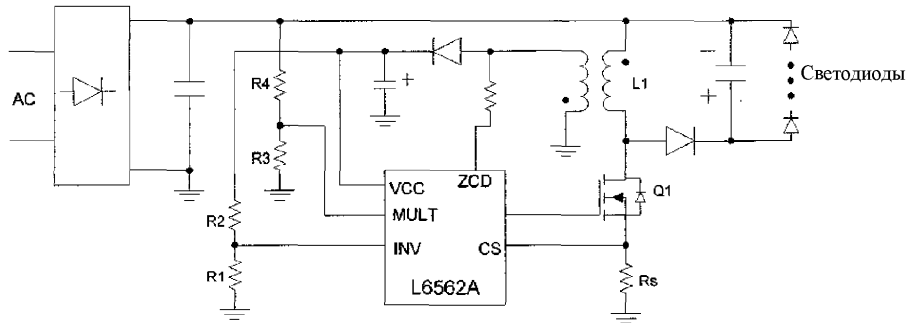 AC
R4
R3
R2
R1
+
VCC
ZCD
MULT
INV
CS
L6562A
L1
Q1
Rs
−
+
Светодиоды